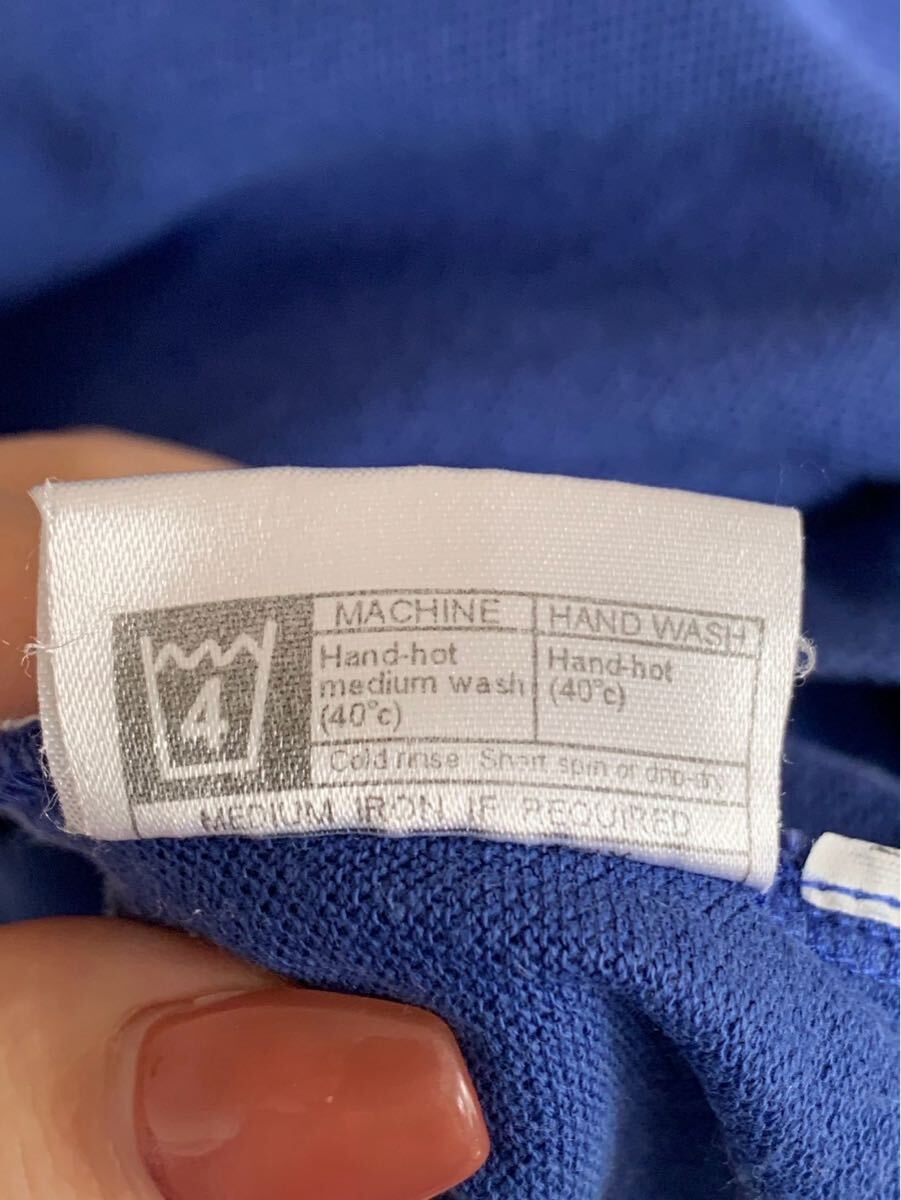 4
MACHINE
HAND WASH
Hand-hot
medium wash
(40°c)
Hand-hot
(40°c)
Cold rinse Short spin or drip-dry
MEDIUM IRON IF REQUIRED